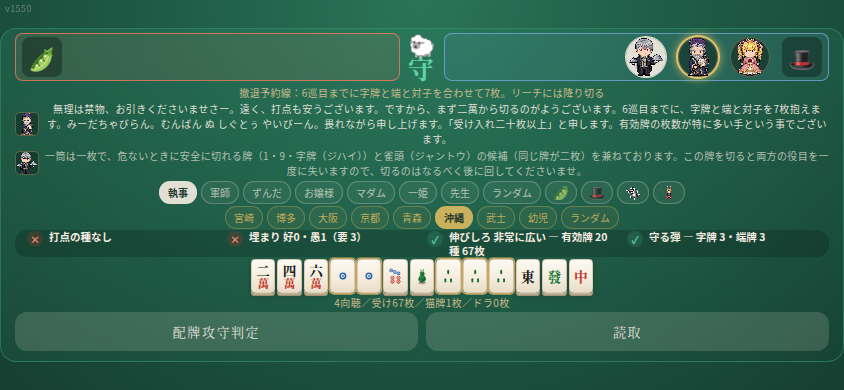 v1550
守
撤退予約線：6巡目までに字牌と端と対子を合わせて7枚。リーチには降り切る
無理は禁物、お引きくださいませさー。遠く、打点も安うございます。ですから、まず二萬から切るのがようございます。6巡目までに、字牌と端と対子を7枚抱えま
す。みーだちゃびらん。むんばん ぬ しぐとぅ やいびーん。畏れながら申し上げます。「受け入れ二十枚以上」と申します。有効牌の枚数が特に多い手という事でござい
ます。
一筒は一枚で、危ないときに安全に切れる牌（1・9・字牌（ジハイ））と雀頭（ジャントウ）の候補（同じ牌が二枚）を兼ねております。この牌を切ると両方の役目を一
度に失いますので、切るのはなるべく後に回してくださいませ。
執事 軍師 ずんだ お嬢様 マダム 一姫 先生 ランダム
宮崎 博多 大阪 京都 青森 沖縄 武士 幼児 ランダム
× 打点の種なし × 埋まり 好0・愚1（要 3） ✓ 伸びしろ 非常に広い — 有効牌 20 ✓ 守る弾 — 字牌 3・端牌 3
種 67枚
二萬 四萬 六萬 東 發 中
4向聴／受け67枚／猫牌1枚／ドラ0枚
配牌攻守判定 読取